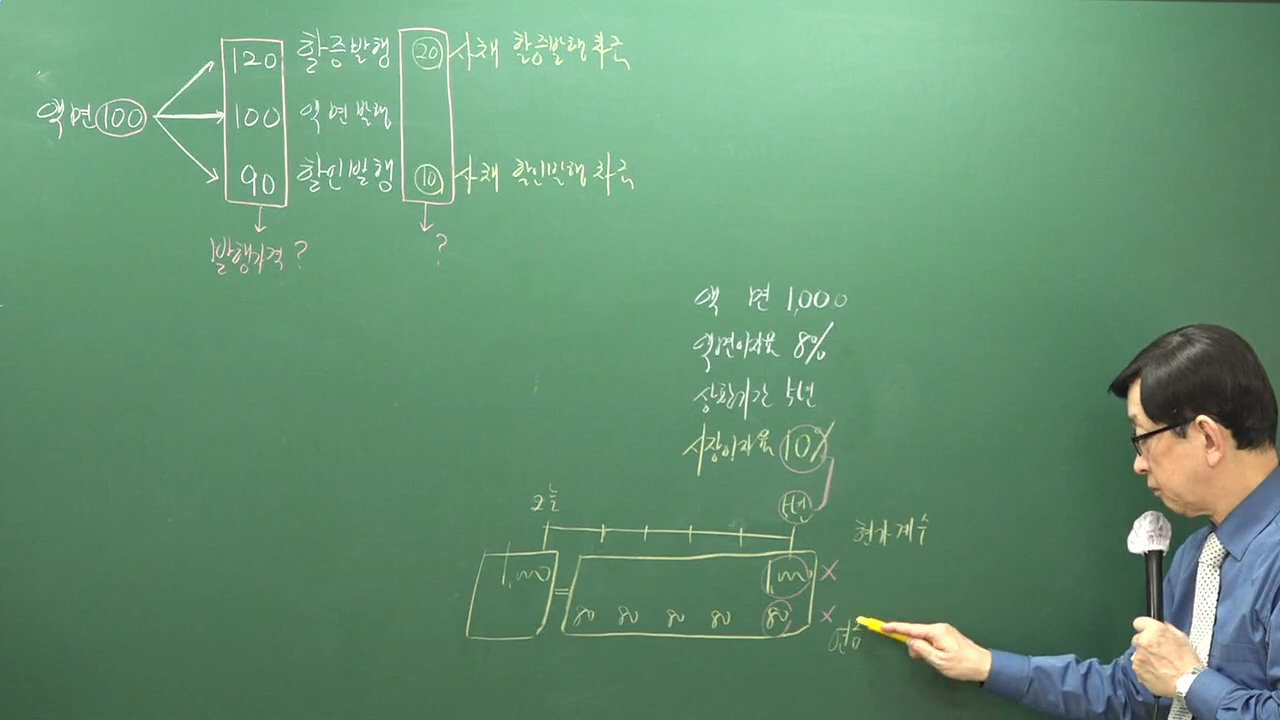 120 할증발행 20 사채 할증발행차금
액면 100 100 액면발행
90 할인발행 10 사채 할인발행차금
발행가격 ? ?
액 면 1,000
액면이자율 8%
상환기간 5년
시장이자율 10%
오늘 5년
현가계수
1,000 = 1,000 ×
80 80 80 80 80 ×
연금